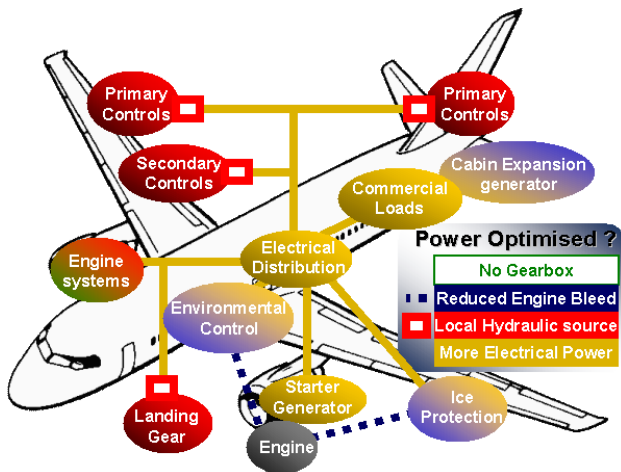 Primary
Controls
Primary
Controls
Secondary
Controls
Cabin Expansion
generator
Commercial
Loads
Electrical
Distribution
Engine
systems
Environmental
Control
Power Optimised ?
No Gearbox
Reduced Engine Bleed
Local Hydraulic source
More Electrical Power
Starter
Generator
Ice
Protection
Landing
Gear
Engine